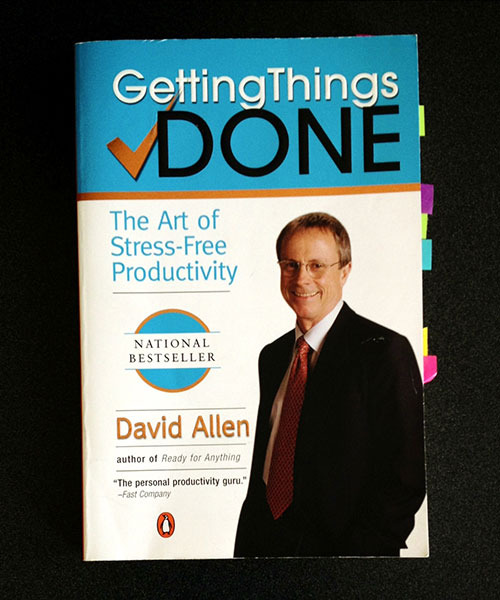 GettingThings
DONE
The Art of
Stress-Free
Productivity
NATIONAL
BESTSELLER
David Allen
author of Ready for Anything
"The personal productivity guru."
–Fast Company